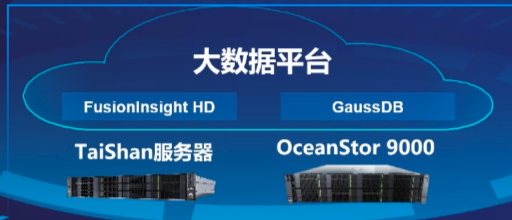 大数据平台
FusionInsight HD
GaussDB
TaiShan服务器
OceanStor 9000